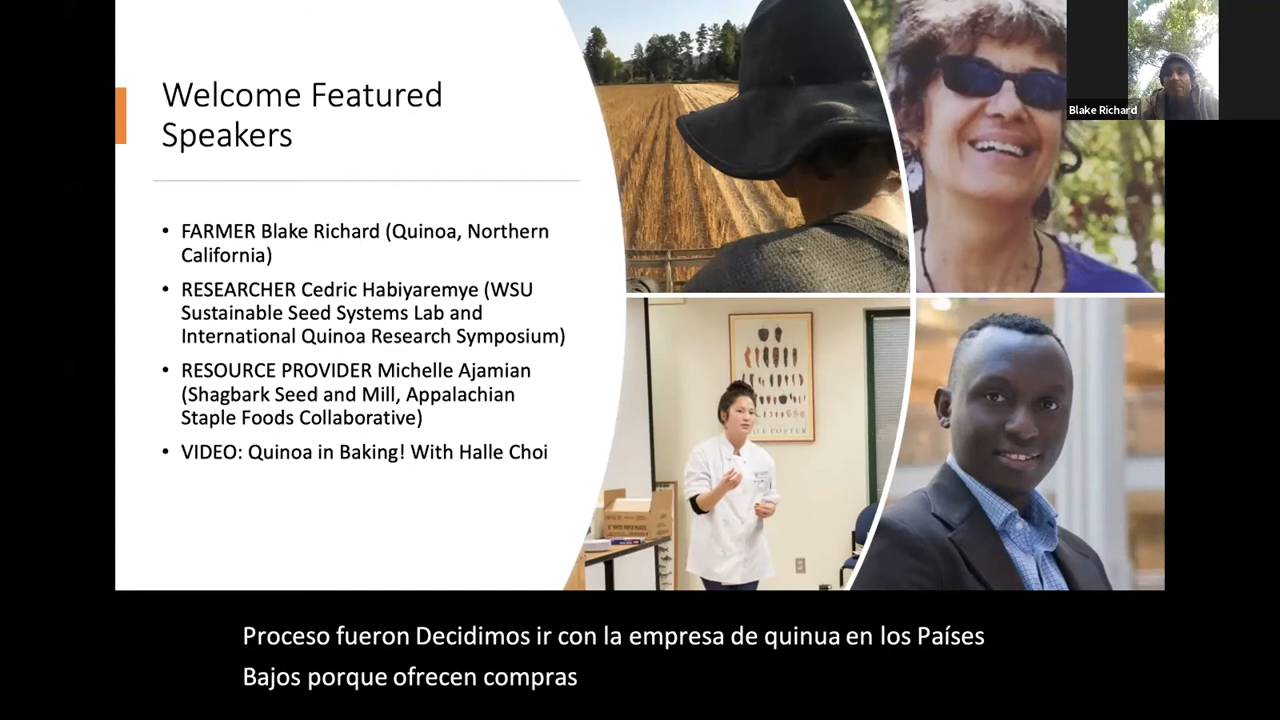 Welcome Featured
Speakers
• FARMER Blake Richard (Quinoa, Northern
California)
• RESEARCHER Cedric Habiyaremye (WSU
Sustainable Seed Systems Lab and
International Quinoa Research Symposium)
• RESOURCE PROVIDER Michelle Ajamian
(Shagbark Seed and Mill, Appalachian
Staple Foods Collaborative)
• VIDEO: Quinoa in Baking! With Halle Choi
Blake Richard
Proceso fueron Decidimos ir con la empresa de quinua en los Países
Bajos porque ofrecen compras